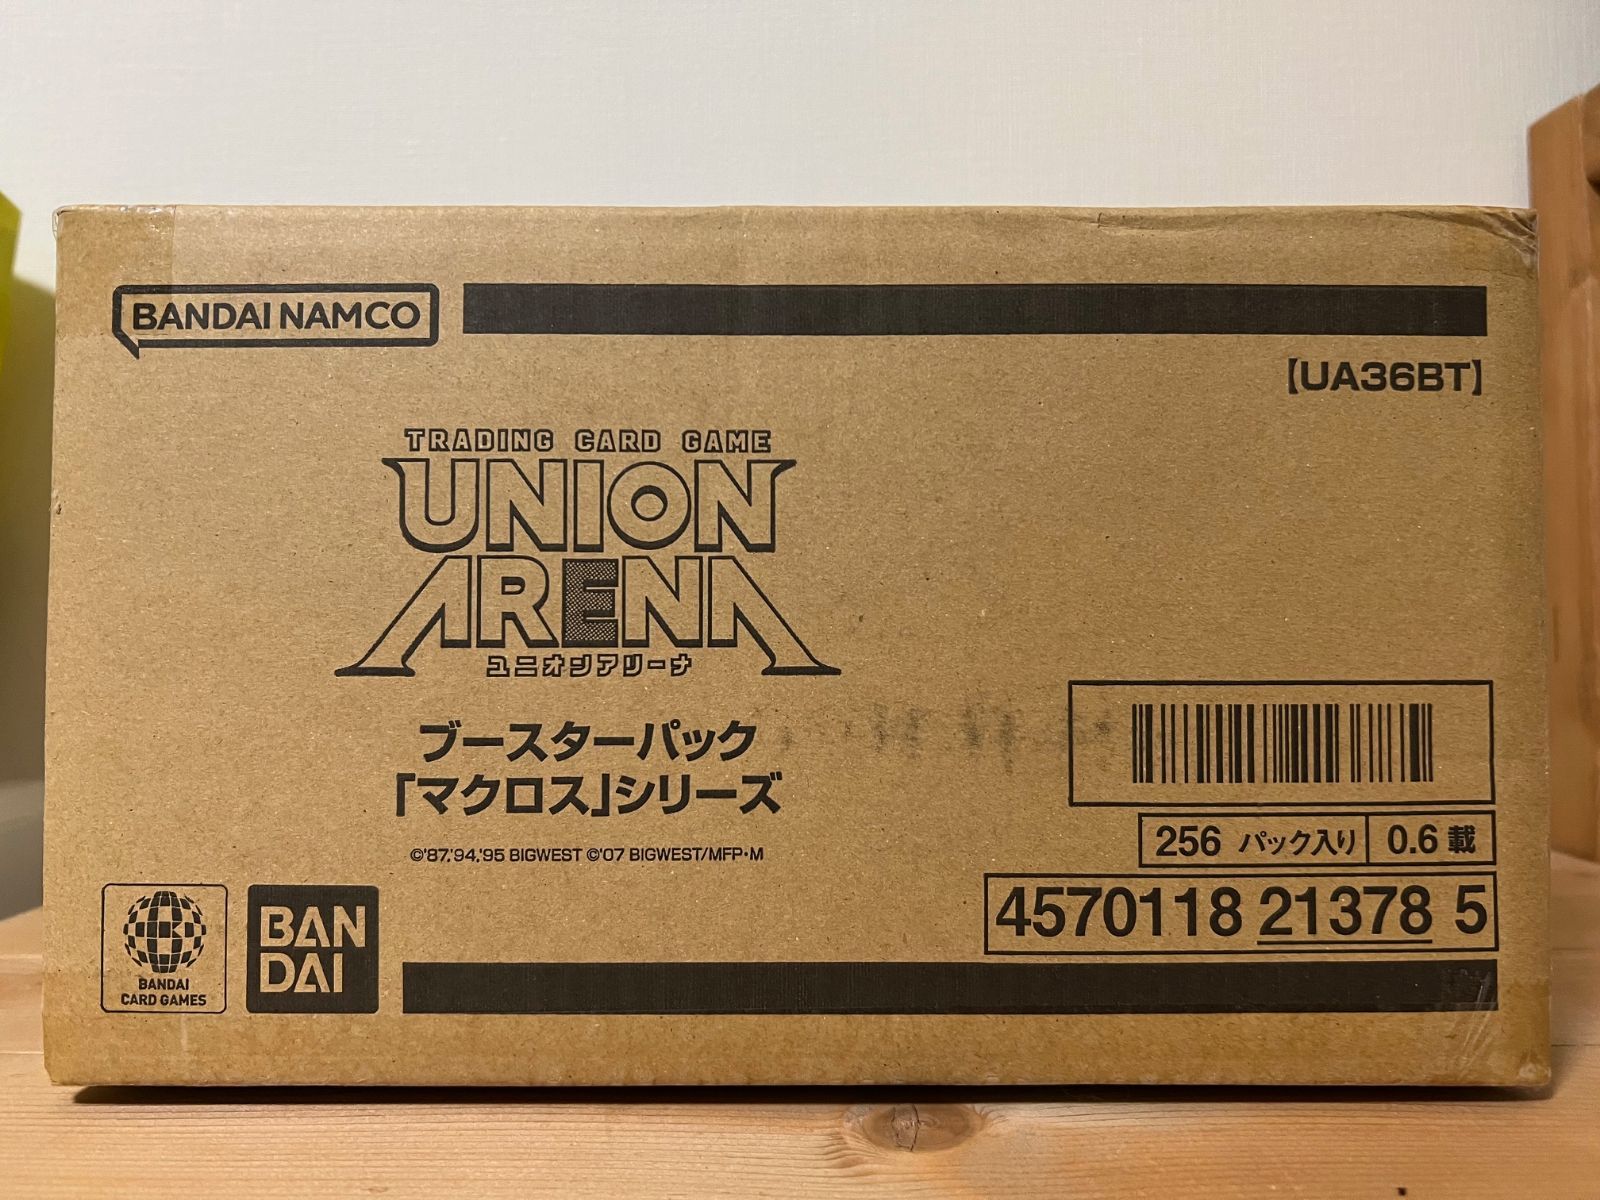 BANDAI NAMCO
【UA36BT】
TRADING CARD GAME
UNION
ARENA
ユニオンアリーナ
ブースターパック
「マクロス」シリーズ
©'87,'94,'95 BIGWEST ©'07 BIGWEST/MFP・M
256 パック入り 0.6 載
4570118 21378 5
BANDAI
CARD GAMES
BAN
DAI